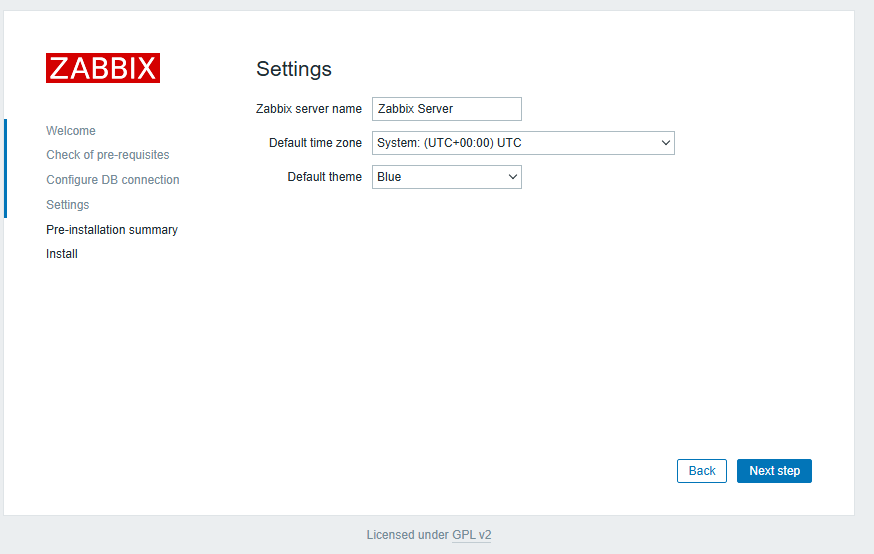 ZABBIX
Welcome
Check of pre-requisites
Configure DB connection
Settings
Pre-installation summary
Install
Settings
Zabbix server name Zabbix Server
Default time zone System: (UTC+00:00) UTC
Default theme Blue
Back Next step
Licensed under GPL v2